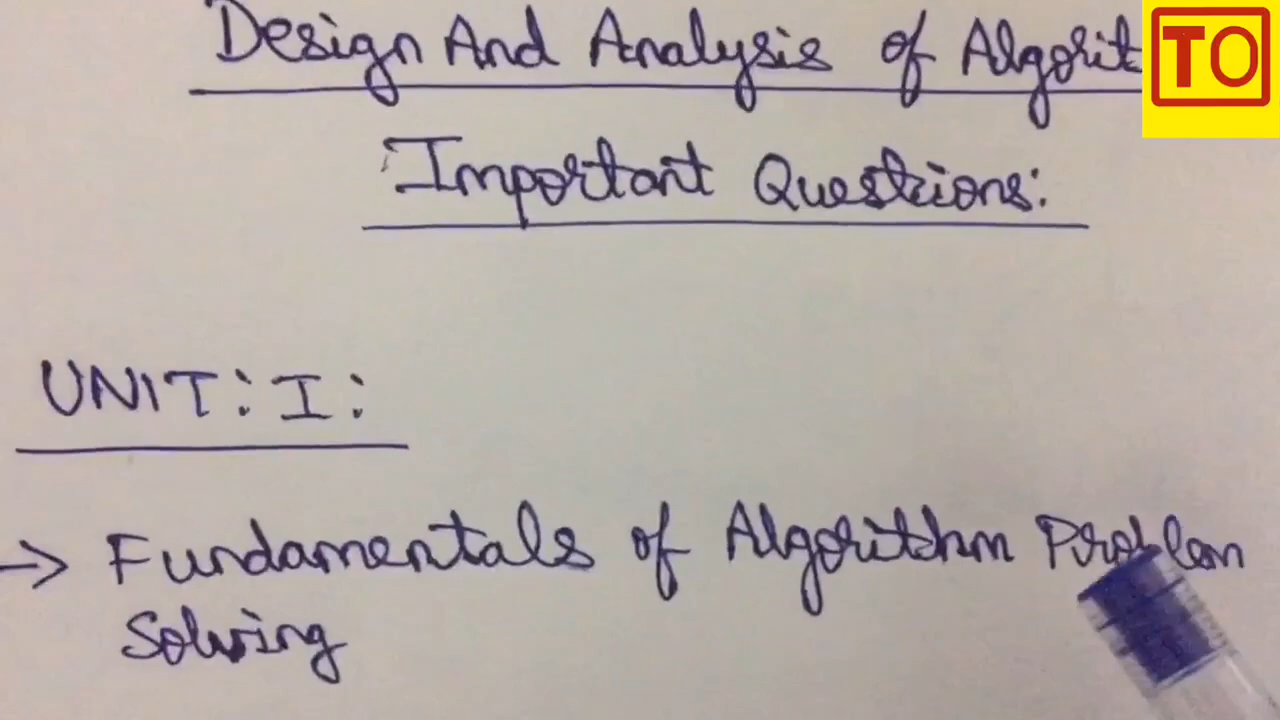 Design And Analysis of Algorit
TO
Important Questions:
UNIT: I:
→ Fundamentals of Algorithm Problem
Solving